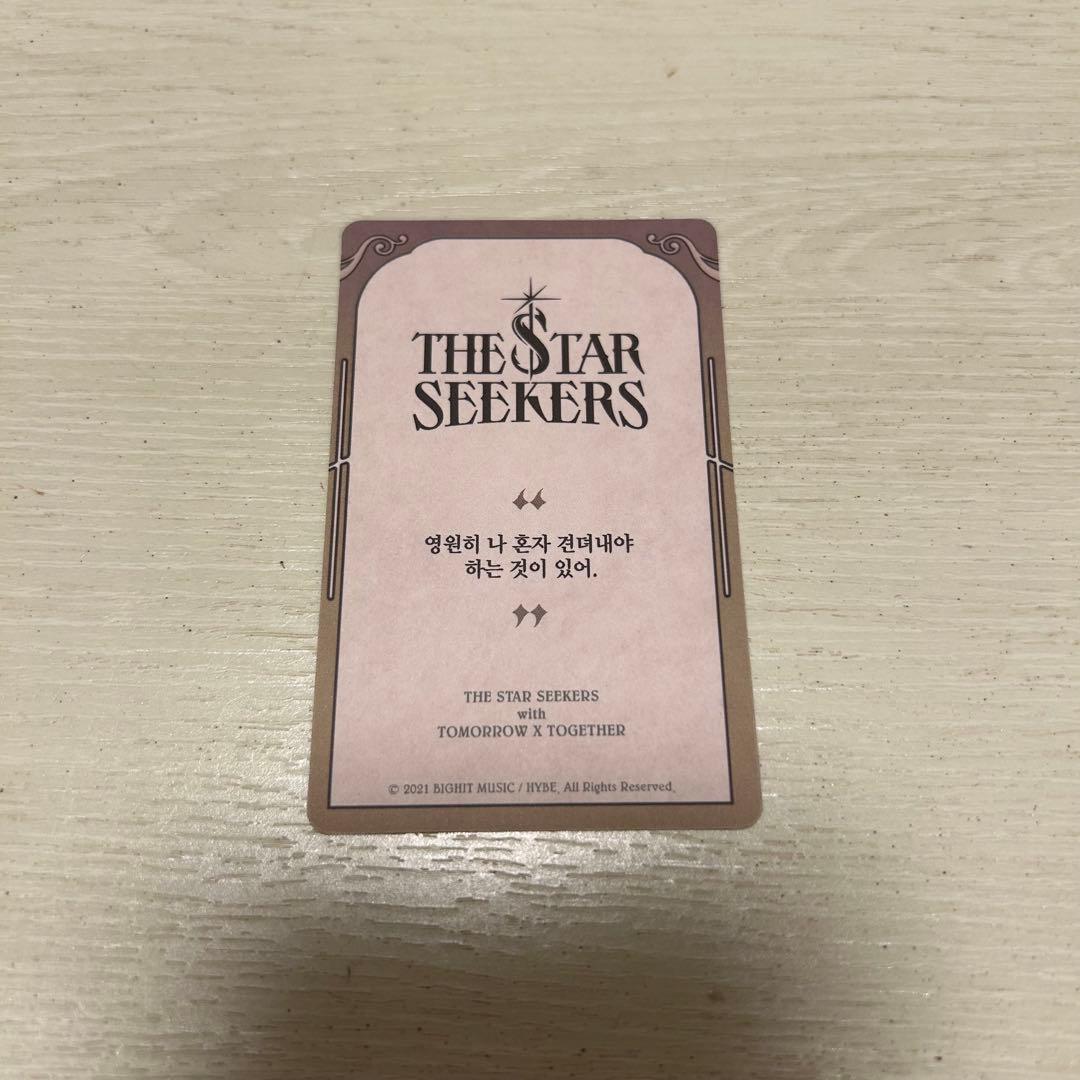 THE STAR
SEEKERS
“
영원히 나 혼자 견뎌내야
하는 것이 있어.
”
THE STAR SEEKERS
with
TOMORROW X TOGETHER
© 2021 BIGHIT MUSIC / HYBE. All Rights Reserved.